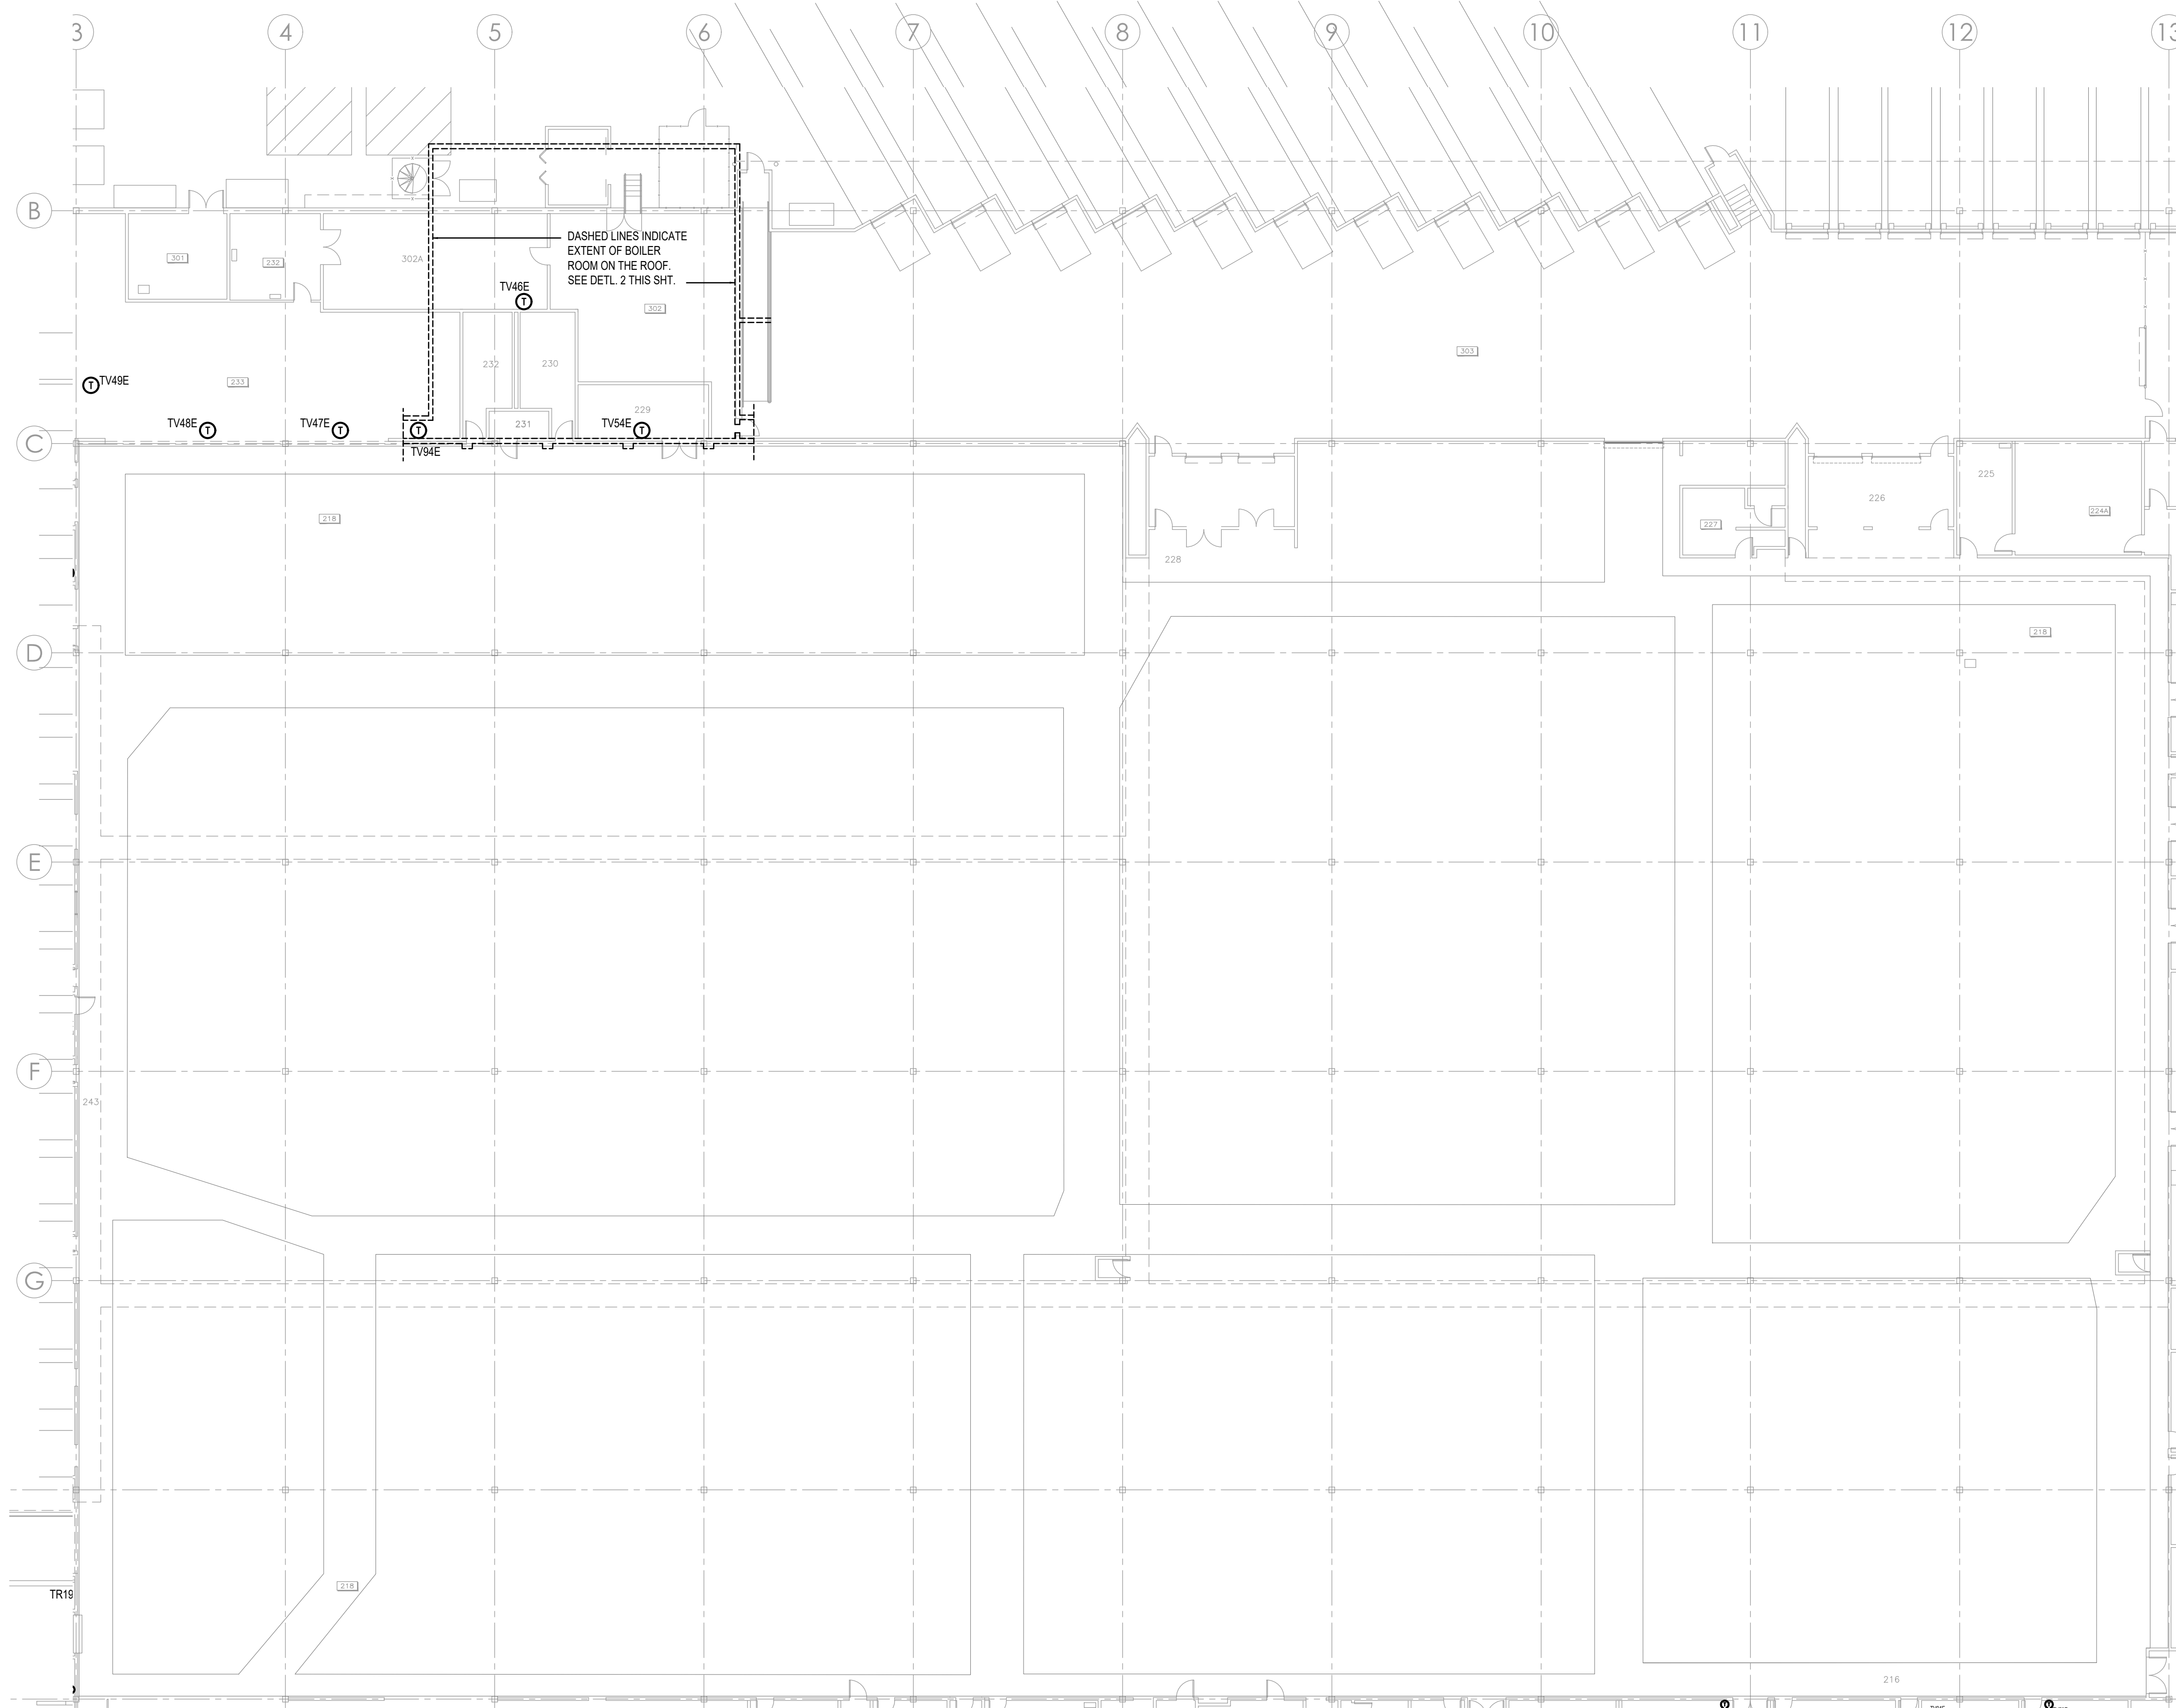 3 4 5 6 7 8 9 10 11 12
B
DASHED LINES INDICATE
EXTENT OF BOILER
ROOM ON THE ROOF.
SEE DETL. 2 THIS SHT.
301
232
302A
TV46E
T
302
303
232
230
TV49E
T
233
229
TV48E
T
TV47E
T
T
TV94E
231
TV54E
T
C
218
228
227
226
225
224A
D
218
E
F
243
G
TR19
218
216